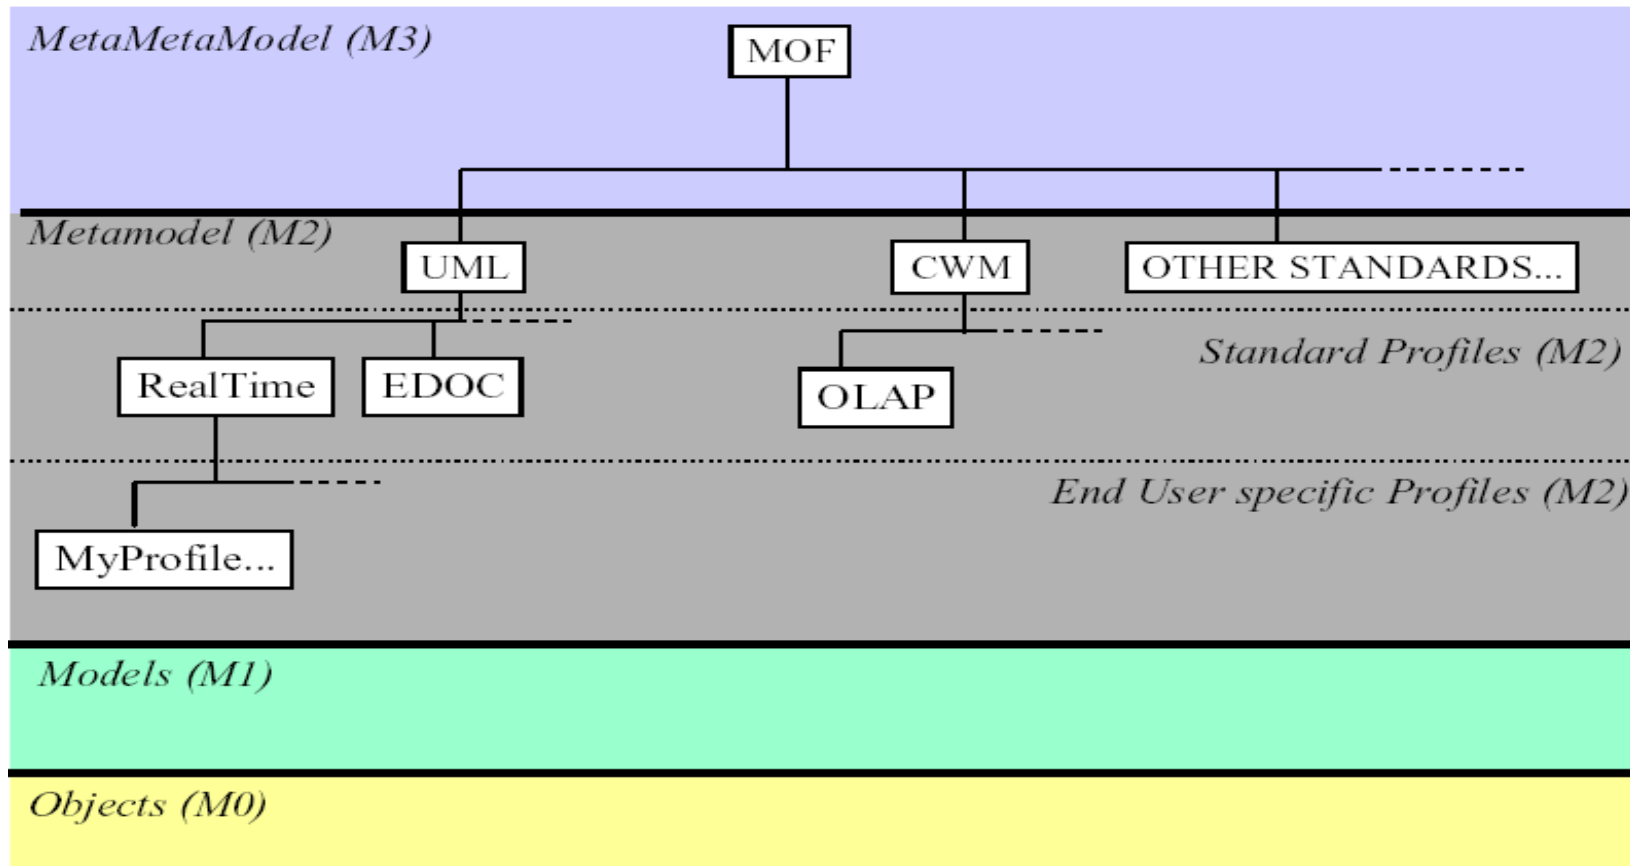 MetaMetaModel (M3)
MOF
Metamodel (M2)
UML
CWM
OTHER STANDARDS...
Standard Profiles (M2)
RealTime
EDOC
OLAP
End User specific Profiles (M2)
MyProfile...
Models (M1)
Objects (M0)